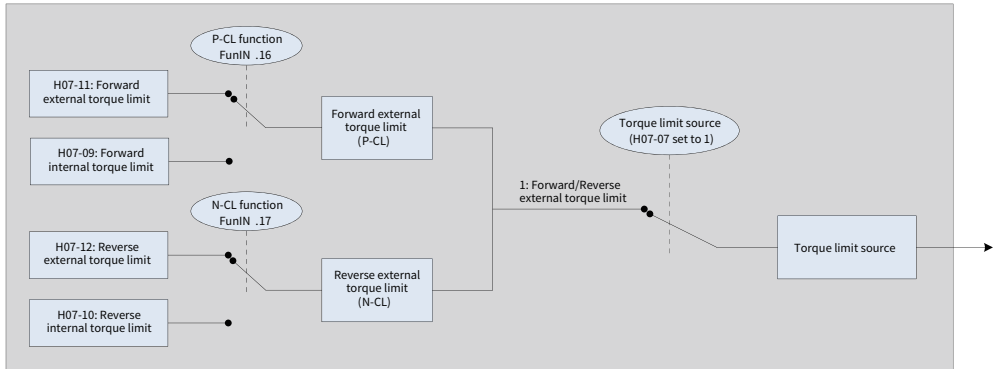 P-CL function
FunIN .16
H07-11: Forward
external torque limit
Forward external
torque limit
(P-CL)
H07-09: Forward
internal torque limit
Torque limit source
(H07-07 set to 1)
N-CL function
FunIN .17
1: Forward/Reverse
external torque limit
H07-12: Reverse
external torque limit
Torque limit source
Reverse external
torque limit
(N-CL)
H07-10: Reverse
internal torque limit